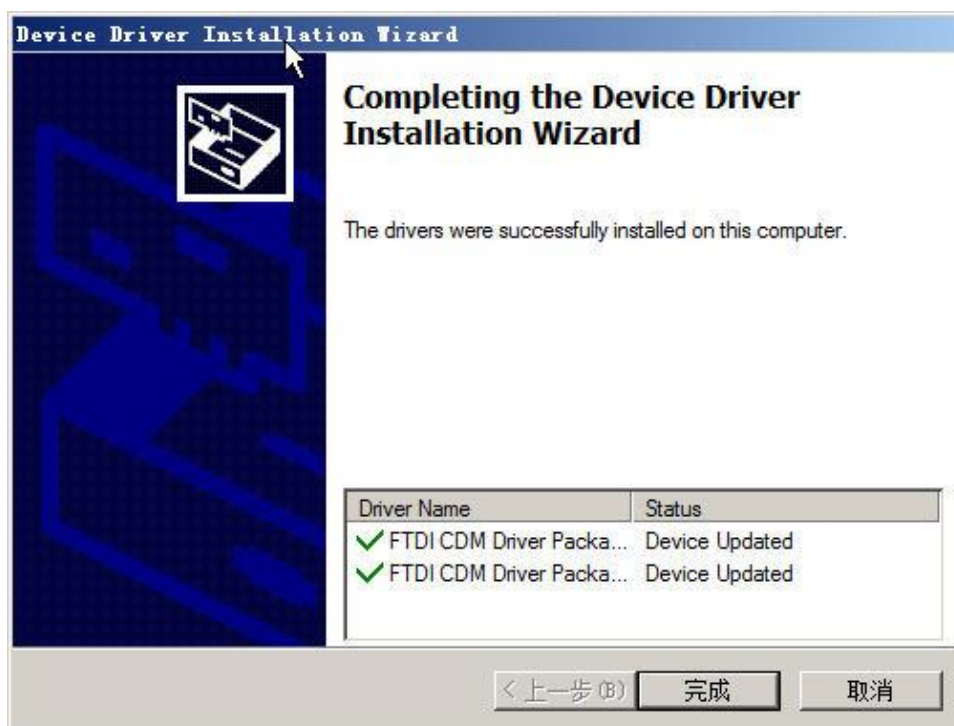 Device Driver Installation Wizard
Completing the Device Driver
Installation Wizard
The drivers were successfully installed on this computer.
Driver Name Status
FTDI CDM Driver Packa... Device Updated
FTDI CDM Driver Packa... Device Updated
< 上一步(B) 完成 取消